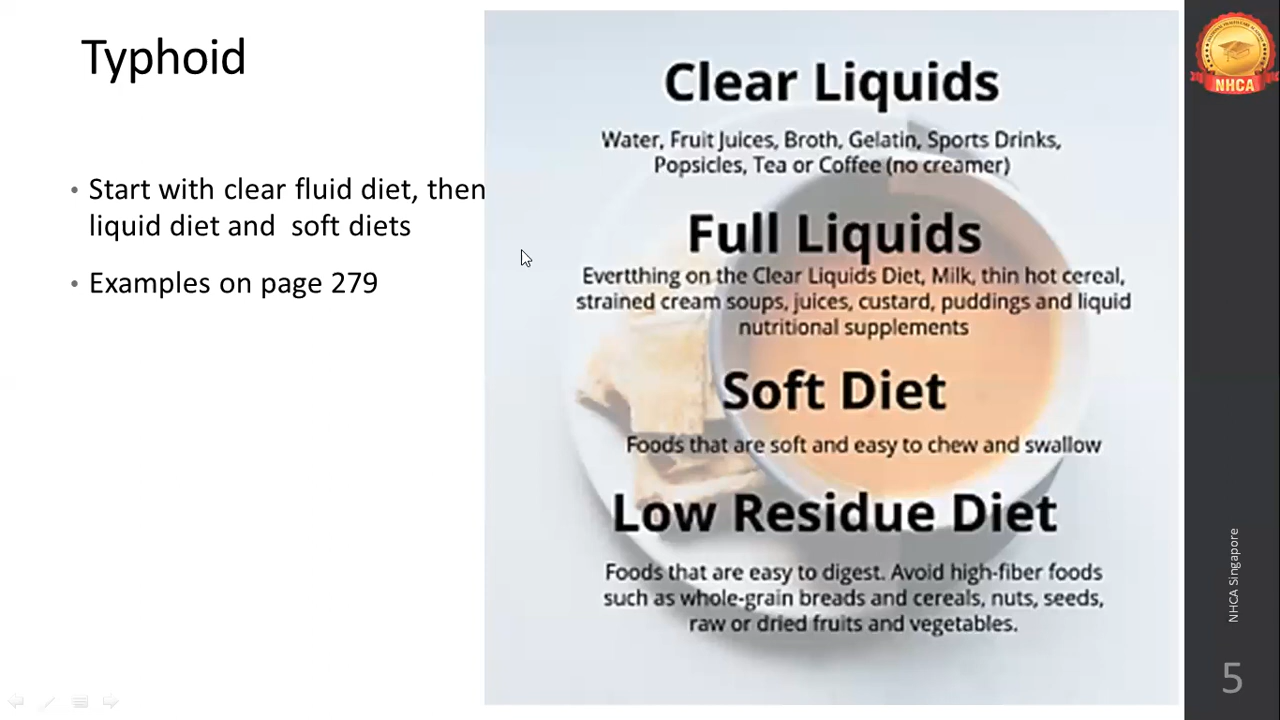 Typhoid
• Start with clear fluid diet, then
liquid diet and  soft diets
• Examples on page 279
Clear Liquids
Water, Fruit Juices, Broth, Gelatin, Sports Drinks,
Popsicles, Tea or Coffee (no creamer)
Full Liquids
Evertthing on the Clear Liquids Diet, Milk, thin hot cereal,
strained cream soups, juices, custard, puddings and liquid
nutritional supplements
Soft Diet
Foods that are soft and easy to chew and swallow
Low Residue Diet
Foods that are easy to digest. Avoid high-fiber foods
such as whole-grain breads and cereals, nuts, seeds,
raw or dried fruits and vegetables.
NHCA
NHCA Singapore
5